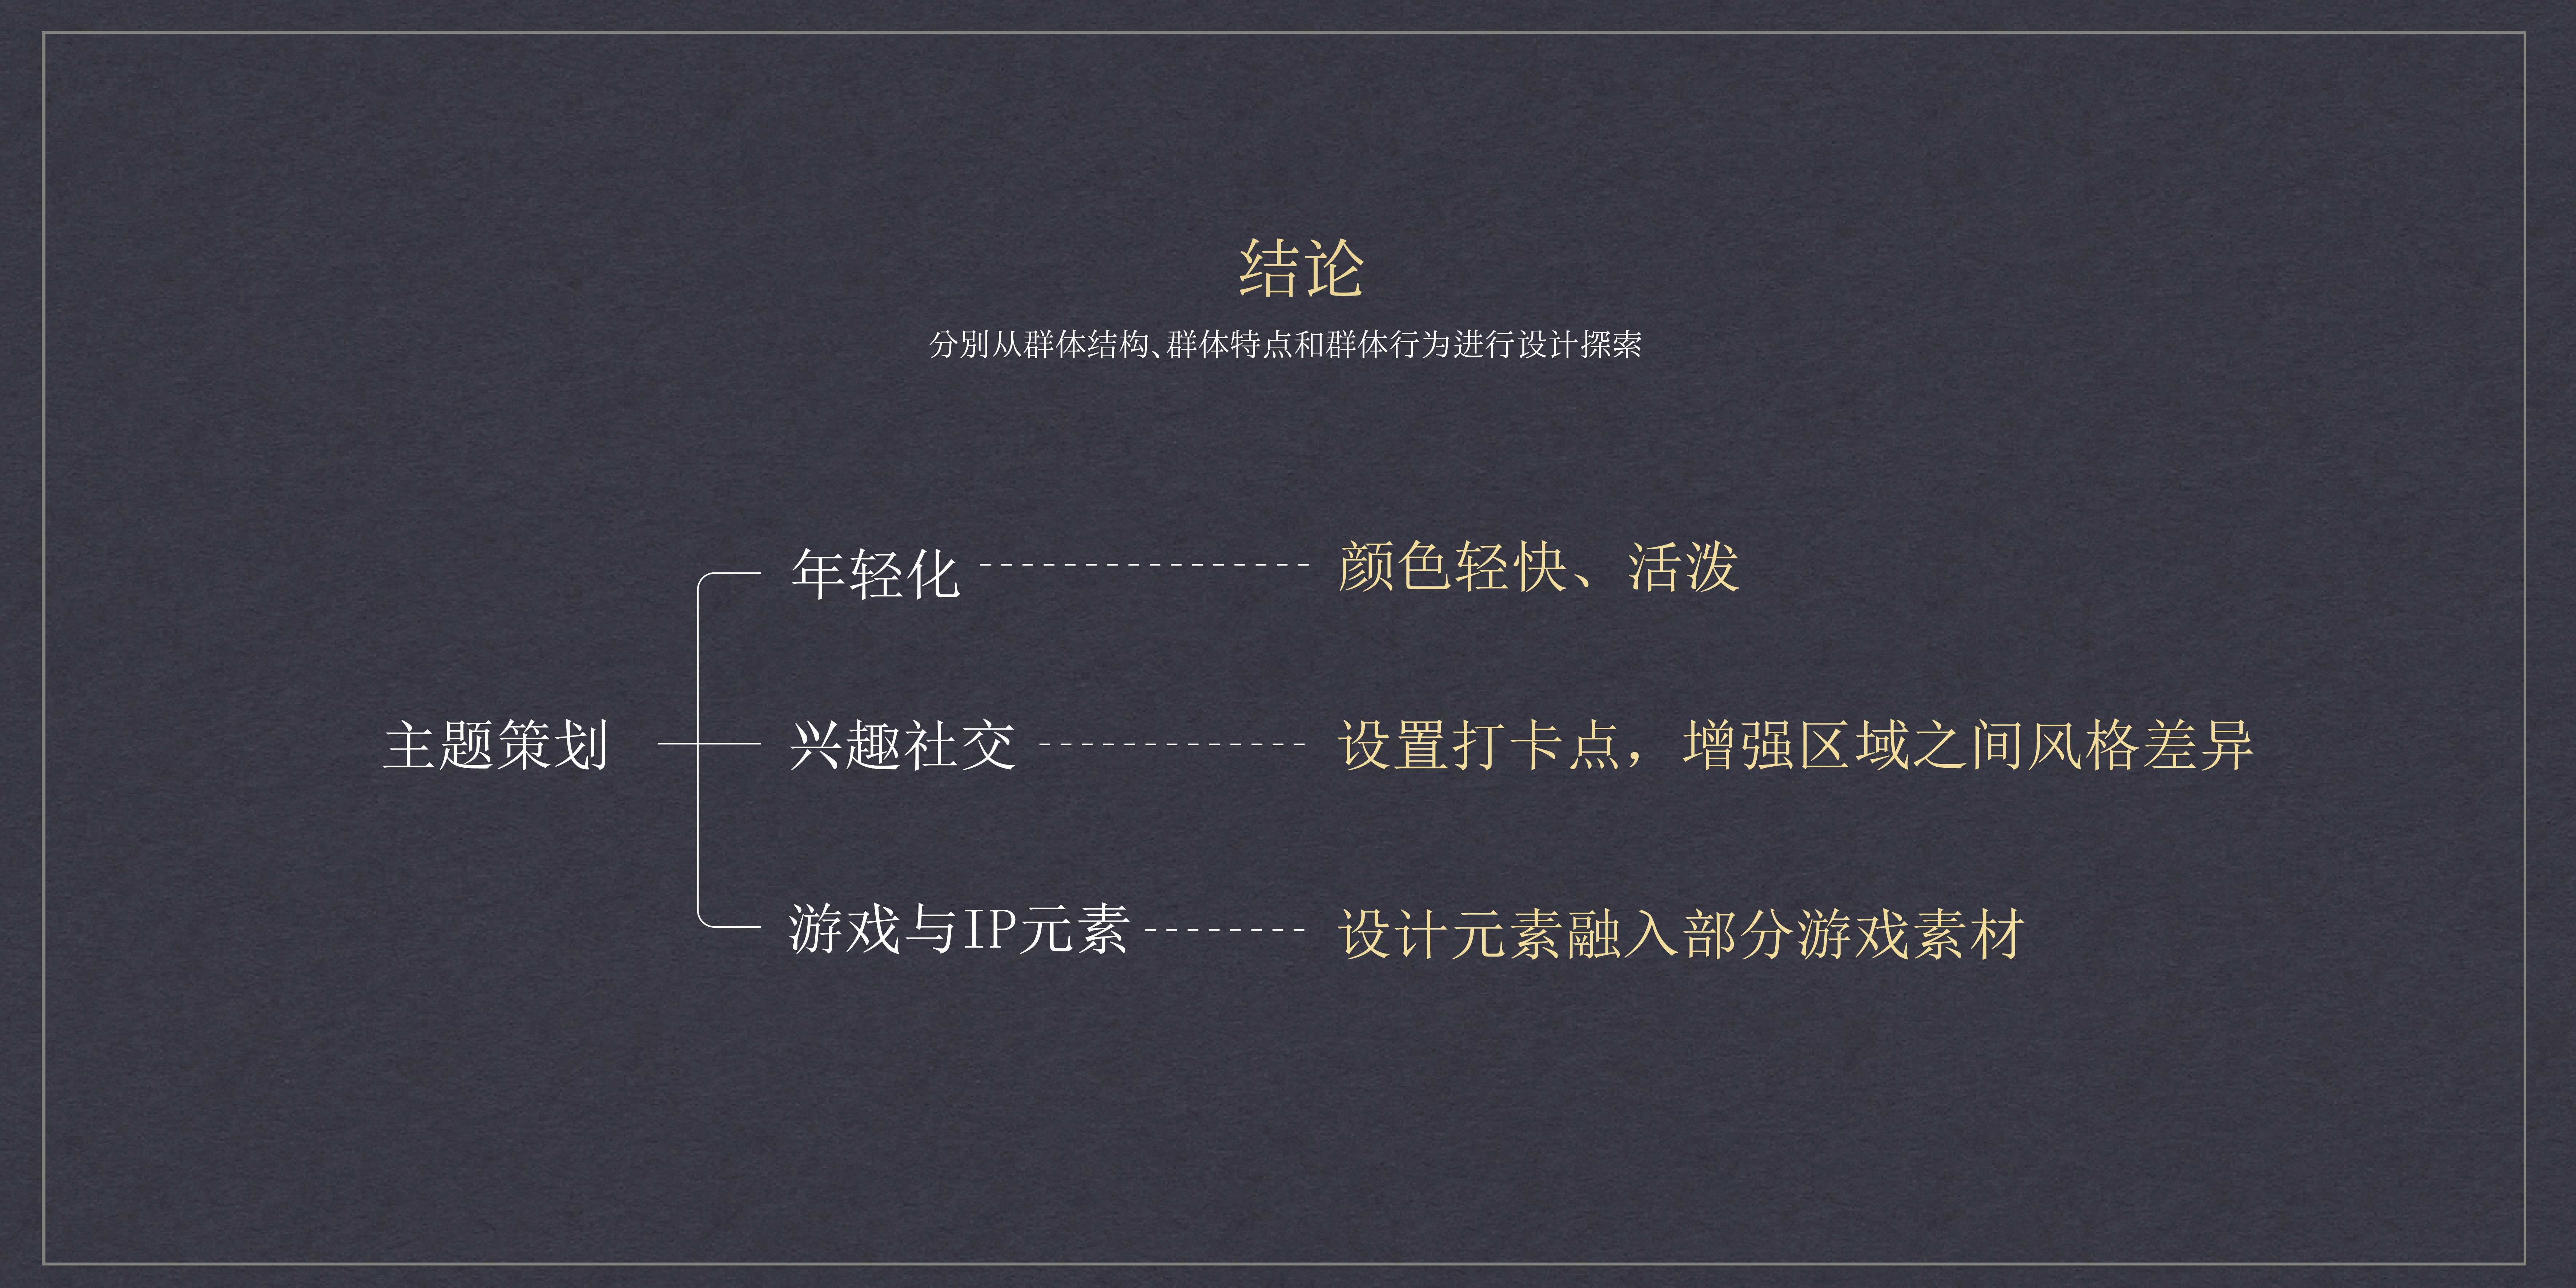 结论
分别从群体结构、群体特点和群体行为进行设计探索
主题策划
年轻化
颜色轻快、活泼
兴趣社交
设置打卡点，增强区域之间风格差异
游戏与IP元素
设计元素融入部分游戏素材